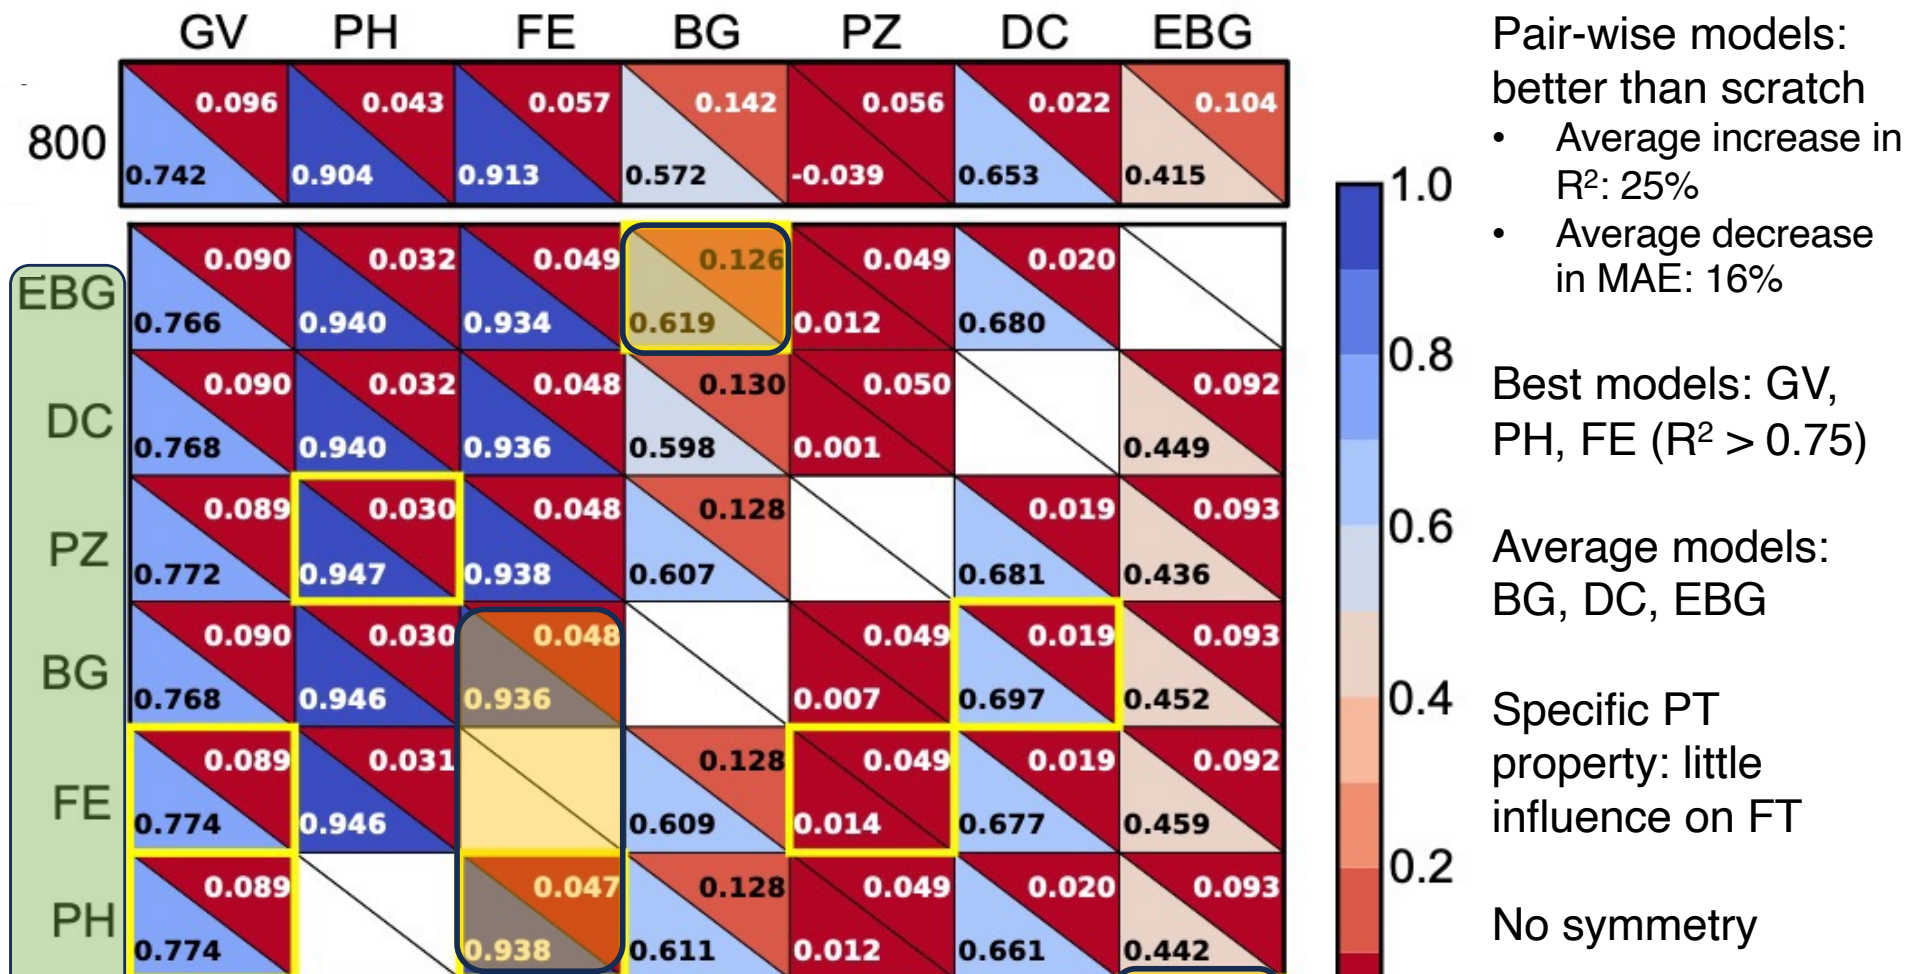 GV PH FE BG PZ DC EBG
800
0.096 0.043 0.057 0.142 0.056 0.022 0.104
0.742 0.904 0.913 0.572 -0.039 0.653 0.415
EBG
0.090 0.032 0.049 0.126 0.049 0.020
0.766 0.940 0.934 0.619 0.012 0.680
DC
0.090 0.032 0.048 0.130 0.050 0.092
0.768 0.940 0.936 0.598 0.001 0.449
PZ
0.089 0.030 0.048 0.128 0.019 0.093
0.772 0.947 0.938 0.607 0.681 0.436
BG
0.090 0.030 0.048 0.049 0.019 0.093
0.768 0.946 0.936 0.007 0.697 0.452
FE
0.089 0.031 0.128 0.049 0.019 0.092
0.774 0.946 0.609 0.014 0.677 0.459
PH
0.089 0.047 0.128 0.049 0.020 0.093
0.774 0.938 0.611 0.012 0.661 0.442
1.0
0.8
0.6
0.4
0.2
Pair-wise models:
better than scratch
• Average increase in
R²: 25%
• Average decrease
in MAE: 16%
Best models: GV,
PH, FE (R² > 0.75)
Average models:
BG, DC, EBG
Specific PT
property: little
influence on FT
No symmetry